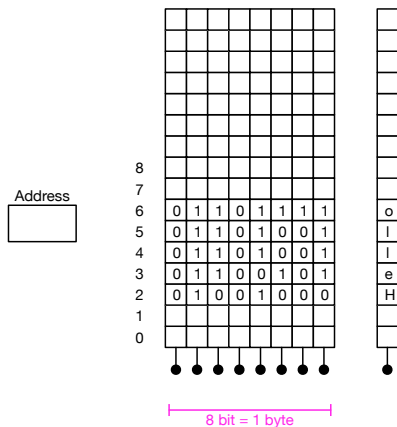 8
7
Address
6 0 1 1 0 1 1 1 1 o
5 0 1 1 0 1 0 0 1 l
4 0 1 1 0 1 0 0 1 l
3 0 1 1 0 0 1 0 1 e
2 0 1 0 0 1 0 0 0 H
1
0
8 bit = 1 byte